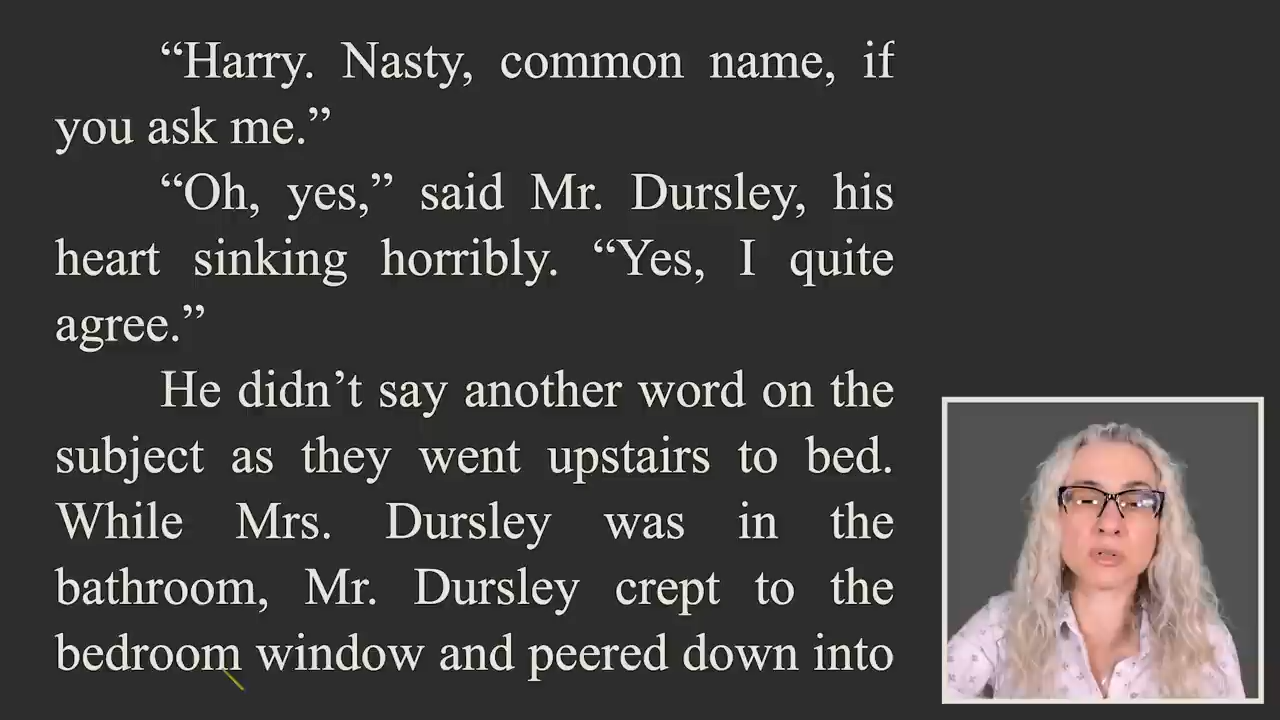 “Harry. Nasty, common name, if
you ask me.”
“Oh, yes,” said Mr. Dursley, his
heart sinking horribly. “Yes, I quite
agree.”
He didn’t say another word on the
subject as they went upstairs to bed.
While Mrs. Dursley was in the
bathroom, Mr. Dursley crept to the
bedroom window and peered down into